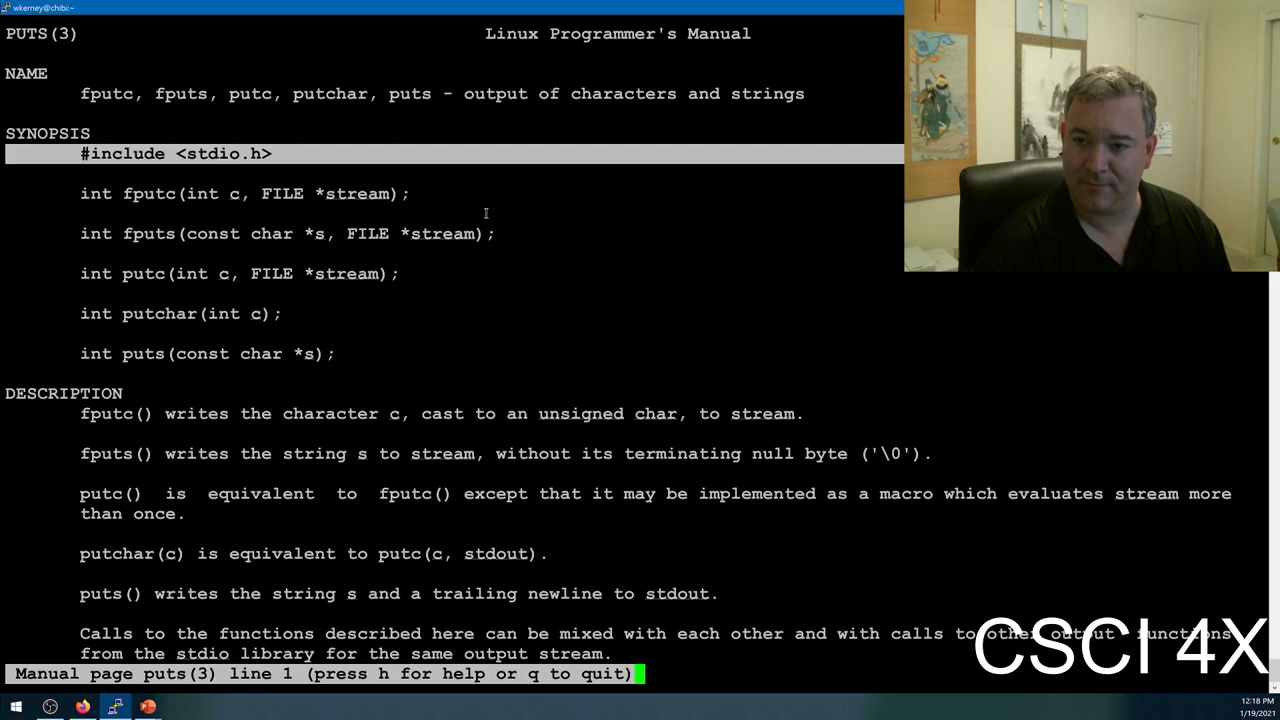 wkerney@chibi:~
PUTS(3) Linux Programmer's Manual
NAME
fputc, fputs, putc, putchar, puts - output of characters and strings
SYNOPSIS
#include <stdio.h>
int fputc(int c, FILE *stream);
int fputs(const char *s, FILE *stream);
int putc(int c, FILE *stream);
int putchar(int c);
int puts(const char *s);
DESCRIPTION
fputc() writes the character c, cast to an unsigned char, to stream.
fputs() writes the string s to stream, without its terminating null byte ('\0').
putc() is equivalent to fputc() except that it may be implemented as a macro which evaluates stream more
than once.
putchar(c) is equivalent to putc(c, stdout).
puts() writes the string s and a trailing newline to stdout.
Calls to the functions described here can be mixed with each other and with calls to other output functions
from the stdio library for the same output stream.
Manual page puts(3) line 1 (press h for help or q to quit)
CSCI 4X
12:18 PM
1/19/2021